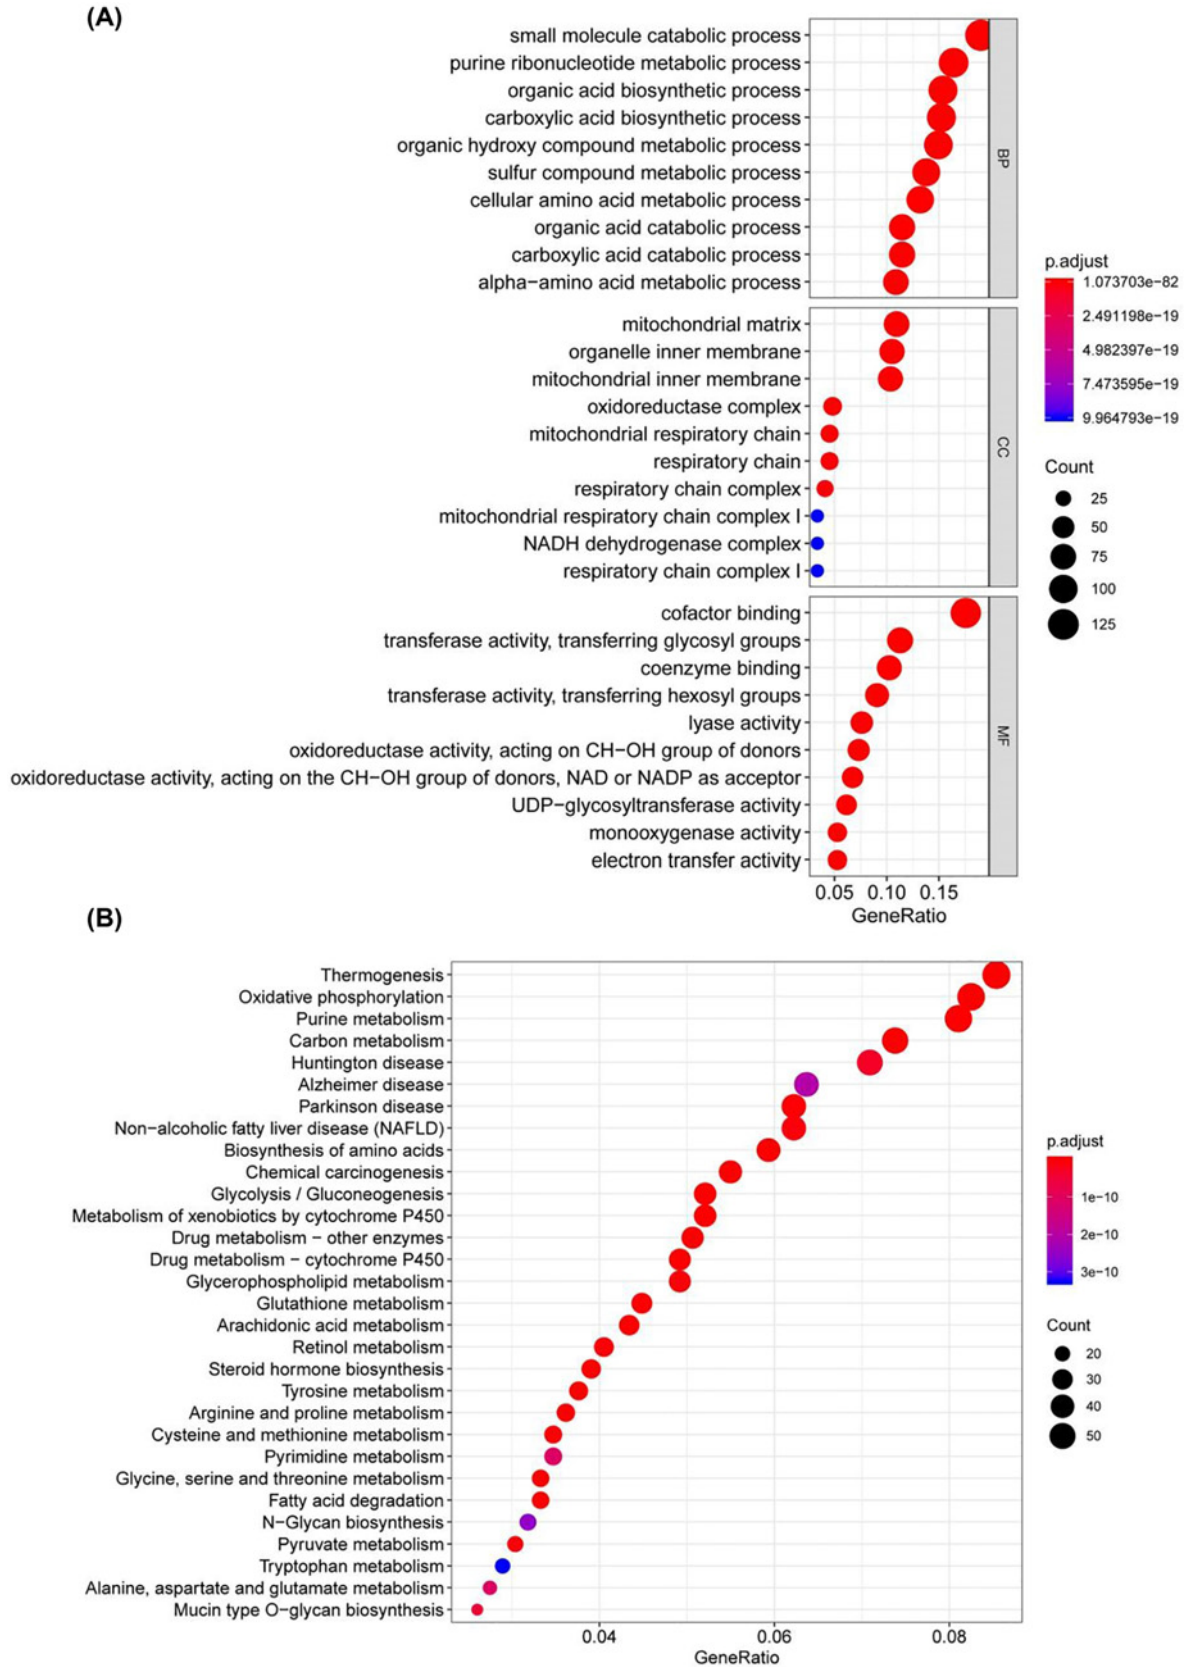 (A)
small molecule catabolic process
purine ribonucleotide metabolic process
organic acid biosynthetic process
carboxylic acid biosynthetic process
organic hydroxy compound metabolic process
sulfur compound metabolic process
cellular amino acid metabolic process
organic acid catabolic process
carboxylic acid catabolic process
alpha−amino acid metabolic process
BP
mitochondrial matrix
organelle inner membrane
mitochondrial inner membrane
oxidoreductase complex
mitochondrial respiratory chain
respiratory chain
respiratory chain complex
mitochondrial respiratory chain complex I
NADH dehydrogenase complex
respiratory chain complex I
CC
cofactor binding
transferase activity, transferring glycosyl groups
coenzyme binding
transferase activity, transferring hexosyl groups
lyase activity
oxidoreductase activity, acting on CH−OH group of donors
oxidoreductase activity, acting on the CH−OH group of donors, NAD or NADP as acceptor
UDP−glycosyltransferase activity
monooxygenase activity
electron transfer activity
MF
0.05 0.10 0.15
GeneRatio
p.adjust
1.073703e−82
2.491198e−19
4.982397e−19
7.473595e−19
9.964793e−19
Count
25
50
75
100
125
(B)
Thermogenesis
Oxidative phosphorylation
Purine metabolism
Carbon metabolism
Huntington disease
Alzheimer disease
Parkinson disease
Non−alcoholic fatty liver disease (NAFLD)
Biosynthesis of amino acids
Chemical carcinogenesis
Glycolysis / Gluconeogenesis
Metabolism of xenobiotics by cytochrome P450
Drug metabolism − other enzymes
Drug metabolism − cytochrome P450
Glycerophospholipid metabolism
Glutathione metabolism
Arachidonic acid metabolism
Retinol metabolism
Steroid hormone biosynthesis
Tyrosine metabolism
Arginine and proline metabolism
Cysteine and methionine metabolism
Pyrimidine metabolism
Glycine, serine and threonine metabolism
Fatty acid degradation
N−Glycan biosynthesis
Pyruvate metabolism
Tryptophan metabolism
Alanine, aspartate and glutamate metabolism
Mucin type O−glycan biosynthesis
0.04 0.06 0.08
GeneRatio
p.adjust
1e−10
2e−10
3e−10
Count
20
30
40
50